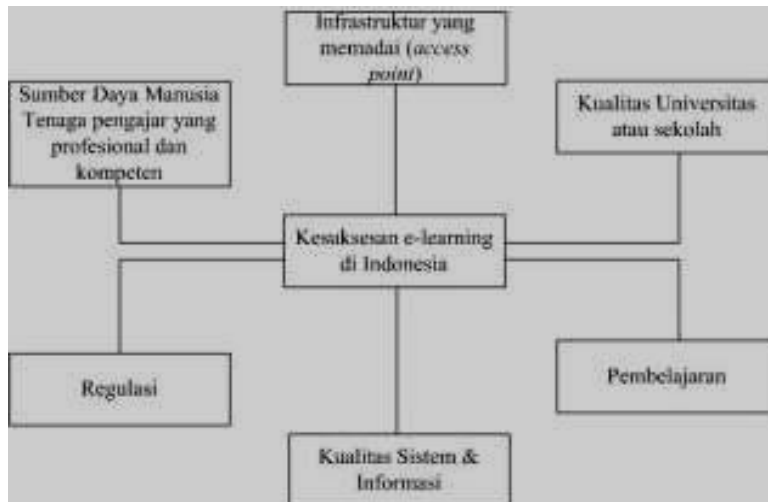 Infrastruktur yang
memadai (access
point)
Sumber Daya Manusia
Tenaga pengajar yang
profesional dan
kompeten
Kualitas Universitas
atau sekolah
Kesuksesan e-learning
di Indonesia
Regulasi
Pembelajaran
Kualitas Sistem &
Informasi